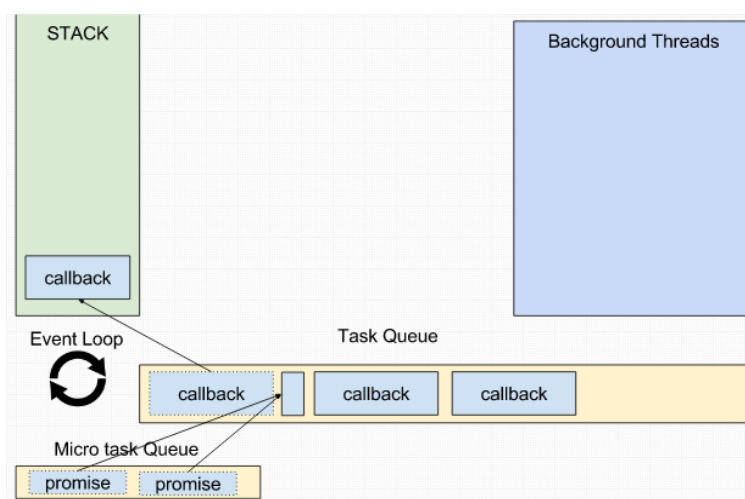 STACK
Background Threads
callback
Event Loop
Task Queue
callback
callback
callback
Micro task Queue
promise
promise